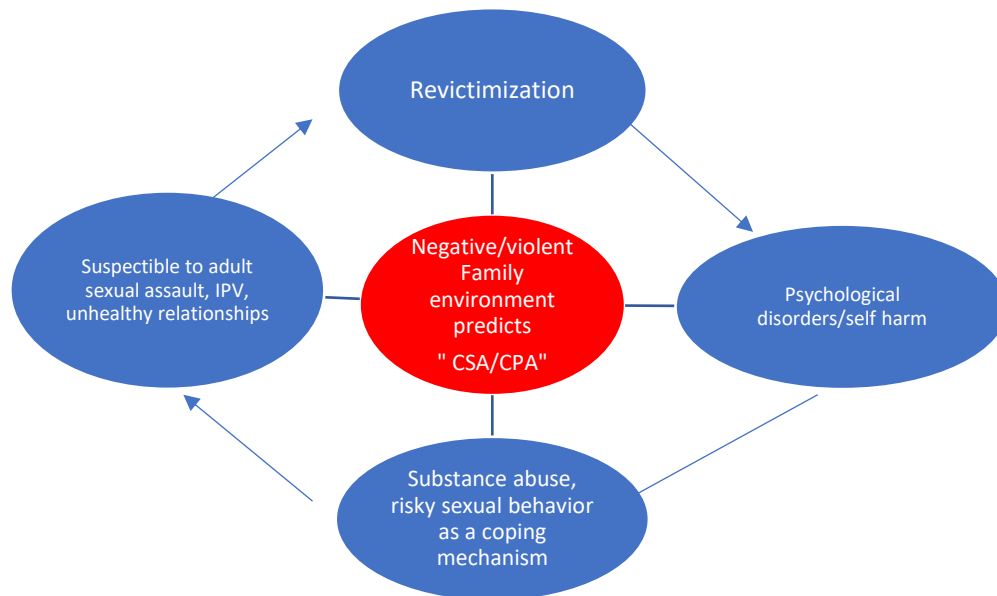 Revictimization
Negative/violent
Family
environment
predicts
" CSA/CPA"
Suspectible to adult
sexual assault, IPV,
unhealthy relationships
Psychological
disorders/self harm
Substance abuse,
risky sexual behavior
as a coping
mechanism